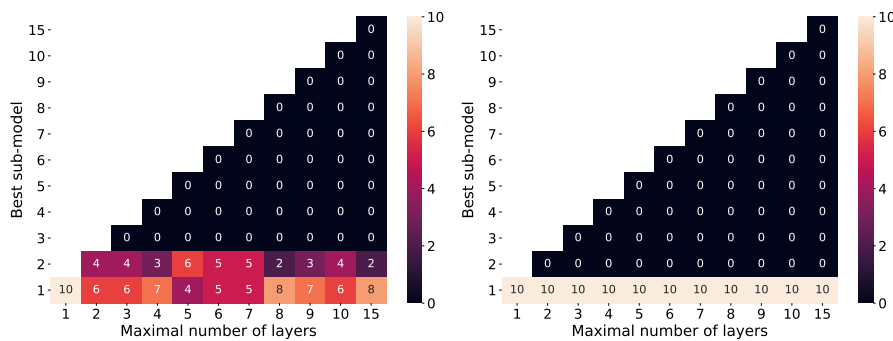 15 0 10
10 0 0
9 0 0 0 8
8 0 0 0 0
7 0 0 0 0 0
6 0 0 0 0 0 0 6
5 0 0 0 0 0 0 0
4 0 0 0 0 0 0 0 0 4
3 0 0 0 0 0 0 0 0 0
2 4 4 3 6 5 5 2 3 4 2 2
1 10 6 6 7 4 5 5 8 7 6 8 0
1 2 3 4 5 6 7 8 9 10 15
Maximal number of layers
Best sub-model
15 0 10
10 0 0
9 0 0 0 8
8 0 0 0 0
7 0 0 0 0 0
6 0 0 0 0 0 0 6
5 0 0 0 0 0 0 0
4 0 0 0 0 0 0 0 0 4
3 0 0 0 0 0 0 0 0 0
2 0 0 0 0 0 0 0 0 0 0 2
1 10 10 10 10 10 10 10 10 10 10 10 0
1 2 3 4 5 6 7 8 9 10 15
Maximal number of layers
Best sub-model